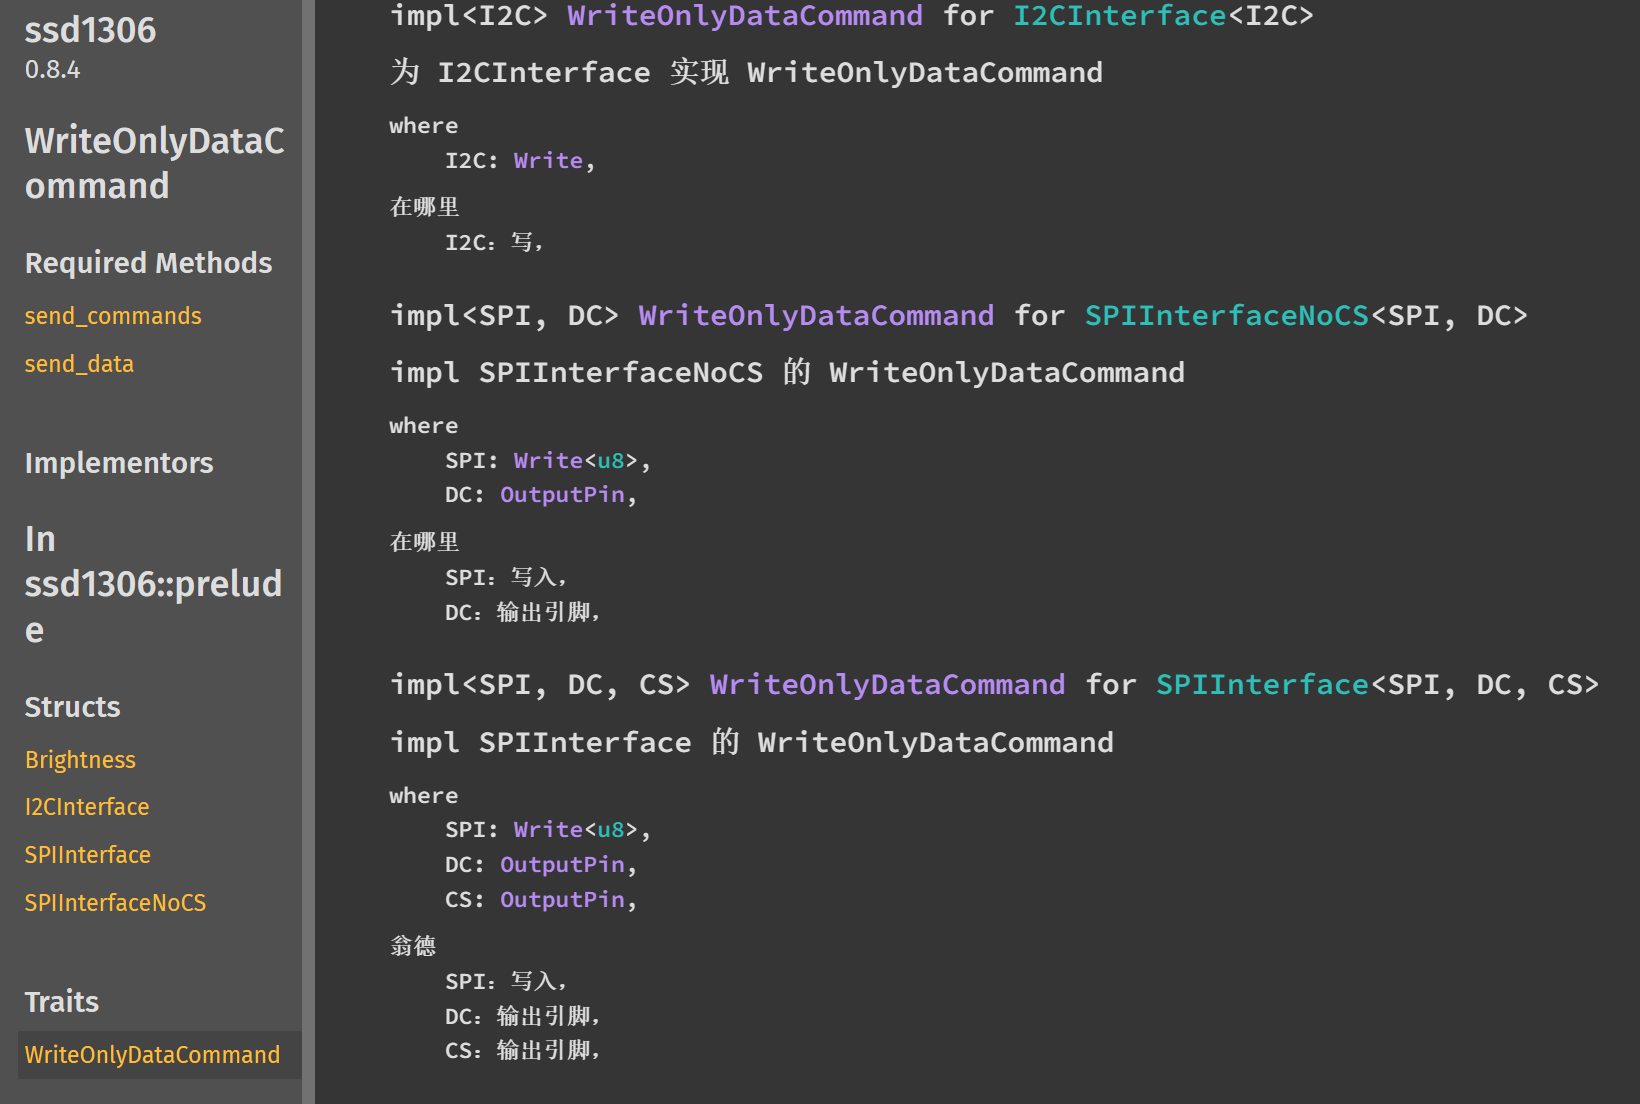 ssd1306
0.8.4
WriteOnlyDataC
ommand
Required Methods
send_commands
send_data
Implementors
In
ssd1306::prelud
e
Structs
Brightness
I2CInterface
SPIInterface
SPIInterfaceNoCS
Traits
WriteOnlyDataCommand
impl<I2C> WriteOnlyDataCommand for I2CInterface<I2C>
为 I2CInterface 实现 WriteOnlyDataCommand
where
I2C: Write,
在哪里
I2C：写，
impl<SPI, DC> WriteOnlyDataCommand for SPIInterfaceNoCS<SPI, DC>
impl SPIInterfaceNoCS 的 WriteOnlyDataCommand
where
SPI: Write<u8>,
DC: OutputPin,
在哪里
SPI：写入，
DC：输出引脚，
impl<SPI, DC, CS> WriteOnlyDataCommand for SPIInterface<SPI, DC, CS>
impl SPIInterface 的 WriteOnlyDataCommand
where
SPI: Write<u8>,
DC: OutputPin,
CS: OutputPin,
翁德
SPI：写入，
DC：输出引脚，
CS：输出引脚，